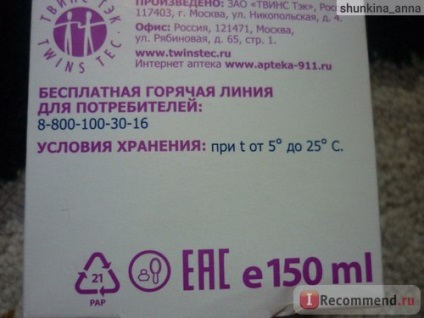 shunkina_anna
ТВИНС ТЭК
TWINS TEC
ПРОИЗВЕДЕНО: ЗАО «ТВИНС Тэк», Рос
117403, г. Москва, ул. Никопольская, д. 4,
Офис: Россия, 121471, Москва,
ул. Рябиновая, д. 65, стр. 1.
www.twinstec.ru
Интернет аптека www.apteka-911.ru
БЕСПЛАТНАЯ ГОРЯЧАЯ ЛИНИЯ
ДЛЯ ПОТРЕБИТЕЛЕЙ:
8-800-100-30-16
УСЛОВИЯ ХРАНЕНИЯ: при t от 5° до 25° С.
21
PAP
EAC e 150 ml
I Recommend.ru